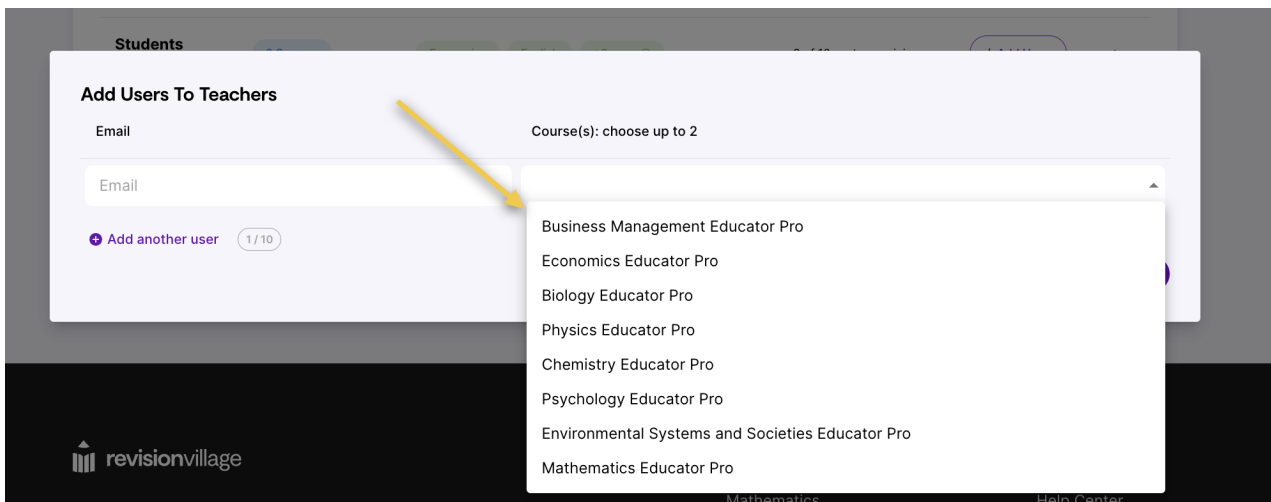 Students
Add Users To Teachers
Email
Course(s): choose up to 2
Email
Add another user
1 / 10
Business Management Educator Pro
Economics Educator Pro
Biology Educator Pro
Physics Educator Pro
Chemistry Educator Pro
Psychology Educator Pro
Environmental Systems and Societies Educator Pro
Mathematics Educator Pro
revisionvillage
Mathematics
Help Center